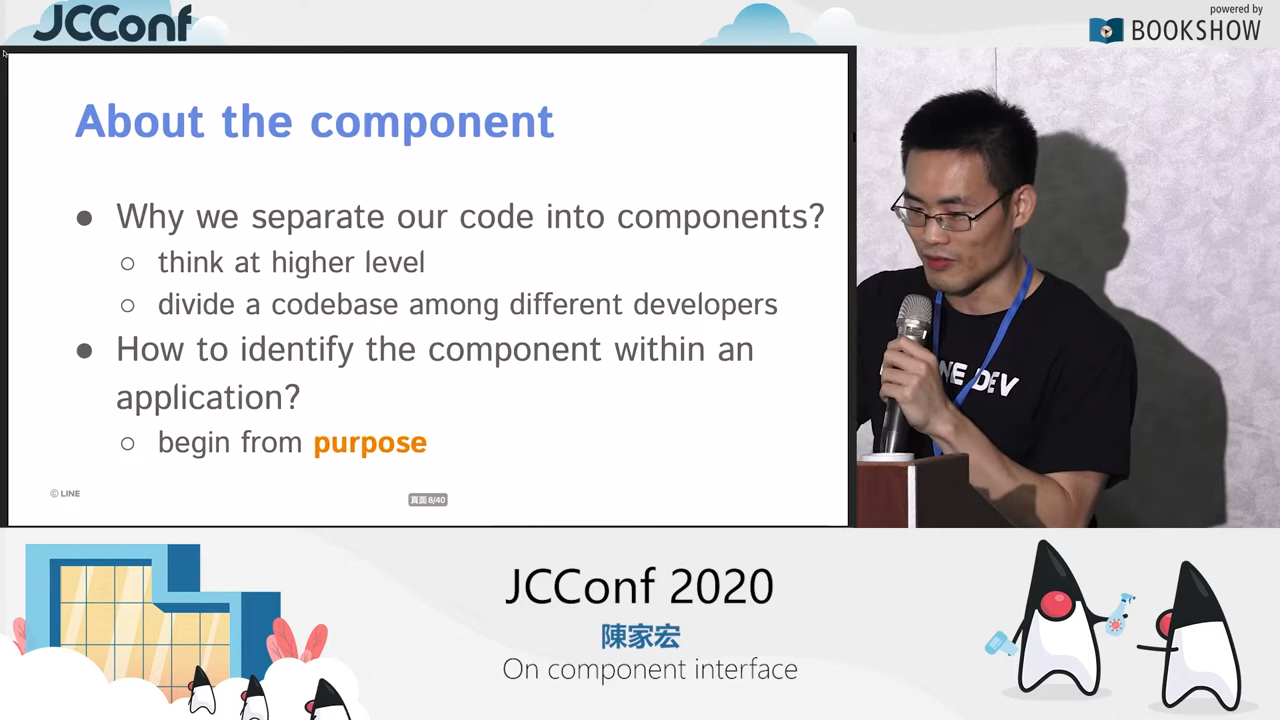 JCConf
powered by
BOOKSHOW
About the component
● Why we separate our code into components?
○ think at higher level
○ divide a codebase among different developers
● How to identify the component within an
application?
○ begin from purpose
© LINE
頁面 8/40
NE DEV
JCConf 2020
陳家宏
On component interface